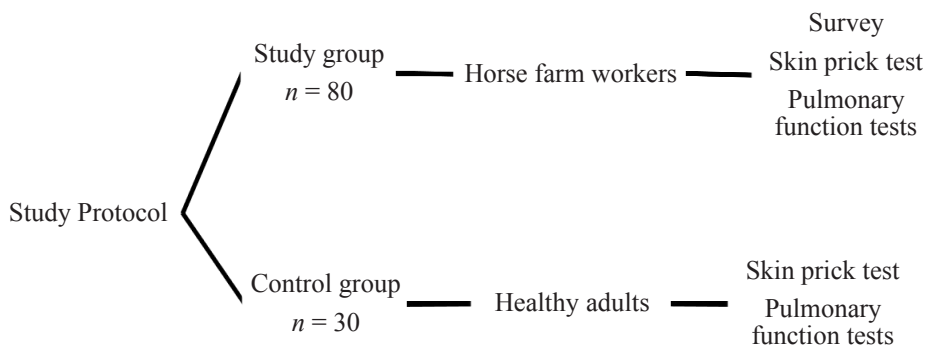 Study Protocol
Study group
n = 80
Horse farm workers
Survey
Skin prick test
Pulmonary
function tests
Control group
n = 30
Healthy adults
Skin prick test
Pulmonary
function tests